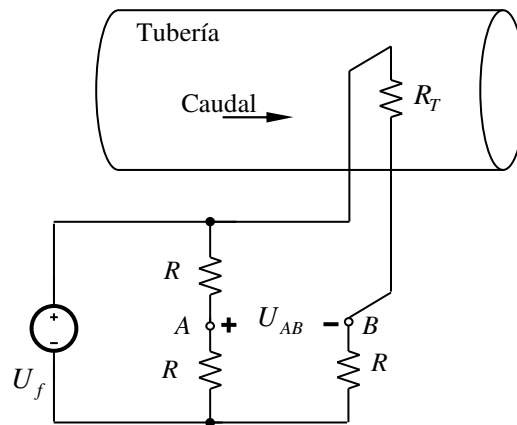 Tubería
Caudal
R_T
R
A + U_AB - B
R
R
U_f
+
-